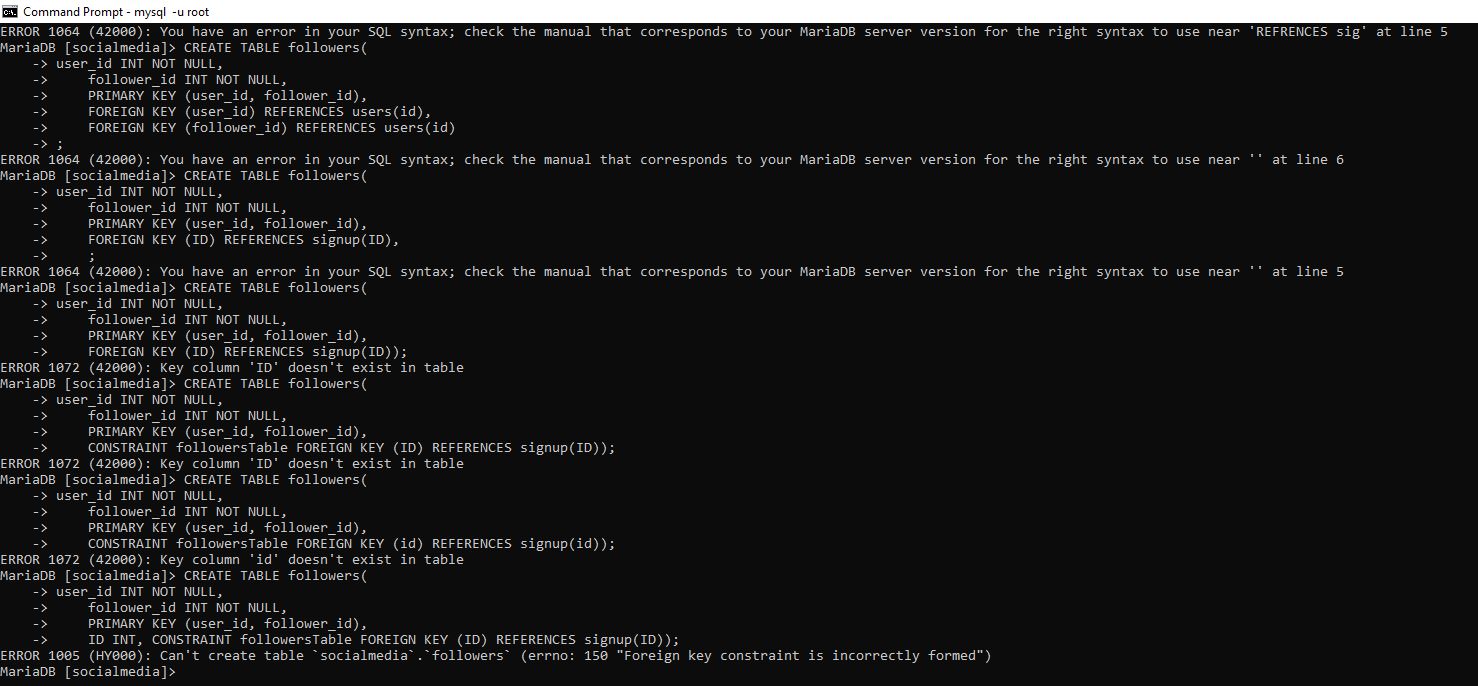 Command Prompt - mysql -u root
ERROR 1064 (42000): You have an error in your SQL syntax; check the manual that corresponds to your MariaDB server version for the right syntax to use near 'REFRENCES sig' at line 5
MariaDB [socialmedia]> CREATE TABLE followers(
    -> user_id INT NOT NULL,
    ->     follower_id INT NOT NULL,
    ->     PRIMARY KEY (user_id, follower_id),
    ->     FOREIGN KEY (user_id) REFERENCES users(id),
    ->     FOREIGN KEY (follower_id) REFERENCES users(id)
    -> ;
ERROR 1064 (42000): You have an error in your SQL syntax; check the manual that corresponds to your MariaDB server version for the right syntax to use near '' at line 6
MariaDB [socialmedia]> CREATE TABLE followers(
    -> user_id INT NOT NULL,
    ->     follower_id INT NOT NULL,
    ->     PRIMARY KEY (user_id, follower_id),
    ->     FOREIGN KEY (ID) REFERENCES signup(ID),
    ->     ;
ERROR 1064 (42000): You have an error in your SQL syntax; check the manual that corresponds to your MariaDB server version for the right syntax to use near '' at line 5
MariaDB [socialmedia]> CREATE TABLE followers(
    -> user_id INT NOT NULL,
    ->     follower_id INT NOT NULL,
    ->     PRIMARY KEY (user_id, follower_id),
    ->     FOREIGN KEY (ID) REFERENCES signup(ID));
ERROR 1072 (42000): Key column 'ID' doesn't exist in table
MariaDB [socialmedia]> CREATE TABLE followers(
    -> user_id INT NOT NULL,
    ->     follower_id INT NOT NULL,
    ->     PRIMARY KEY (user_id, follower_id),
    ->     CONSTRAINT followersTable FOREIGN KEY (ID) REFERENCES signup(ID));
ERROR 1072 (42000): Key column 'ID' doesn't exist in table
MariaDB [socialmedia]> CREATE TABLE followers(
    -> user_id INT NOT NULL,
    ->     follower_id INT NOT NULL,
    ->     PRIMARY KEY (user_id, follower_id),
    ->     CONSTRAINT followersTable FOREIGN KEY (id) REFERENCES signup(id));
ERROR 1072 (42000): Key column 'id' doesn't exist in table
MariaDB [socialmedia]> CREATE TABLE followers(
    -> user_id INT NOT NULL,
    ->     follower_id INT NOT NULL,
    ->     PRIMARY KEY (user_id, follower_id),
    ->     ID INT, CONSTRAINT followersTable FOREIGN KEY (ID) REFERENCES signup(ID));
ERROR 1005 (HY000): Can't create table `socialmedia`.`followers` (errno: 150 "Foreign key constraint is incorrectly formed")
MariaDB [socialmedia]>